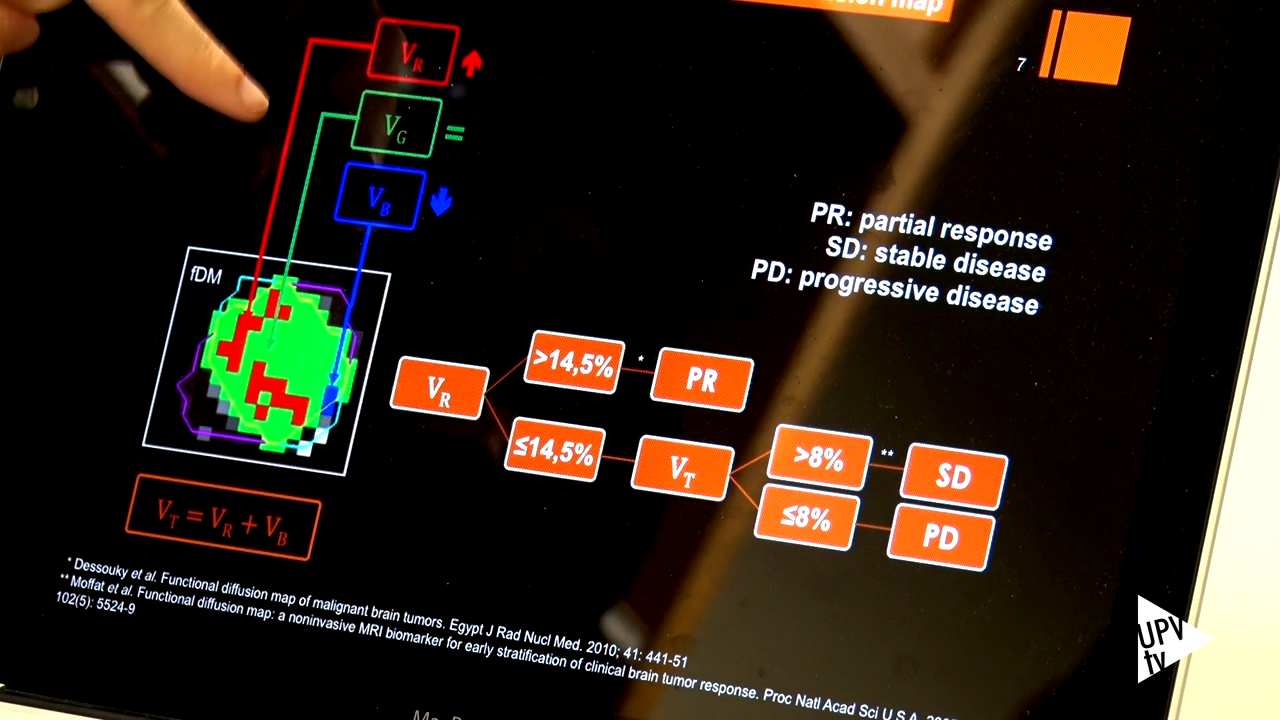 map
7
VR
VG
=
VB
PR: partial response
SD: stable disease
PD: progressive disease
fDM
VR
>14,5%
*
PR
≤14,5%
VT
>8%
**
SD
≤8%
PD
VT = VR + VB
* Dessouky et al. Functional diffusion map of malignant brain tumors. Egypt J Rad Nucl Med. 2010; 41: 441-51
** Moffat et al. Functional diffusion map: a noninvasive MRI biomarker for early stratification of clinical brain tumor response. Proc Natl Acad Sci U.S.A.
102(5): 5524-9
UPV
tv